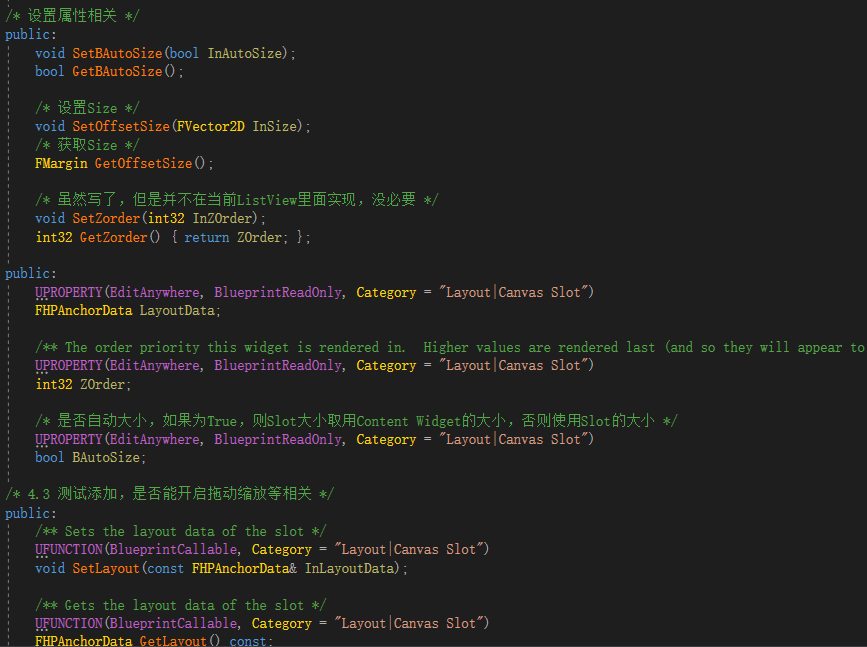 /* 设置属性相关 */
public:
void SetBAutoSize(bool InAutoSize);
bool GetBAutoSize();
/* 设置Size */
void SetOffsetSize(FVector2D InSize);
/* 获取Size */
FMargin GetOffsetSize();
/* 虽然写了，但是并不在当前ListView里面实现，没必要 */
void SetZorder(int32 InZOrder);
int32 GetZorder() { return ZOrder; };
public:
UPROPERTY(EditAnywhere, BlueprintReadOnly, Category = "Layout|Canvas Slot")
FHPAnchorData LayoutData;
/** The order priority this widget is rendered in.  Higher values are rendered last (and so they will appear to
UPROPERTY(EditAnywhere, BlueprintReadOnly, Category = "Layout|Canvas Slot")
int32 ZOrder;
/* 是否自动大小，如果为True，则Slot大小取用Content Widget的大小，否则使用Slot的大小 */
UPROPERTY(EditAnywhere, BlueprintReadOnly, Category = "Layout|Canvas Slot")
bool BAutoSize;
/* 4.3 测试添加，是否能开启拖动缩放等相关 */
public:
/** Sets the layout data of the slot */
UFUNCTION(BlueprintCallable, Category = "Layout|Canvas Slot")
void SetLayout(const FHPAnchorData& InLayoutData);
/** Gets the layout data of the slot */
UFUNCTION(BlueprintCallable, Category = "Layout|Canvas Slot")
FHPAnchorData GetLayout() const;